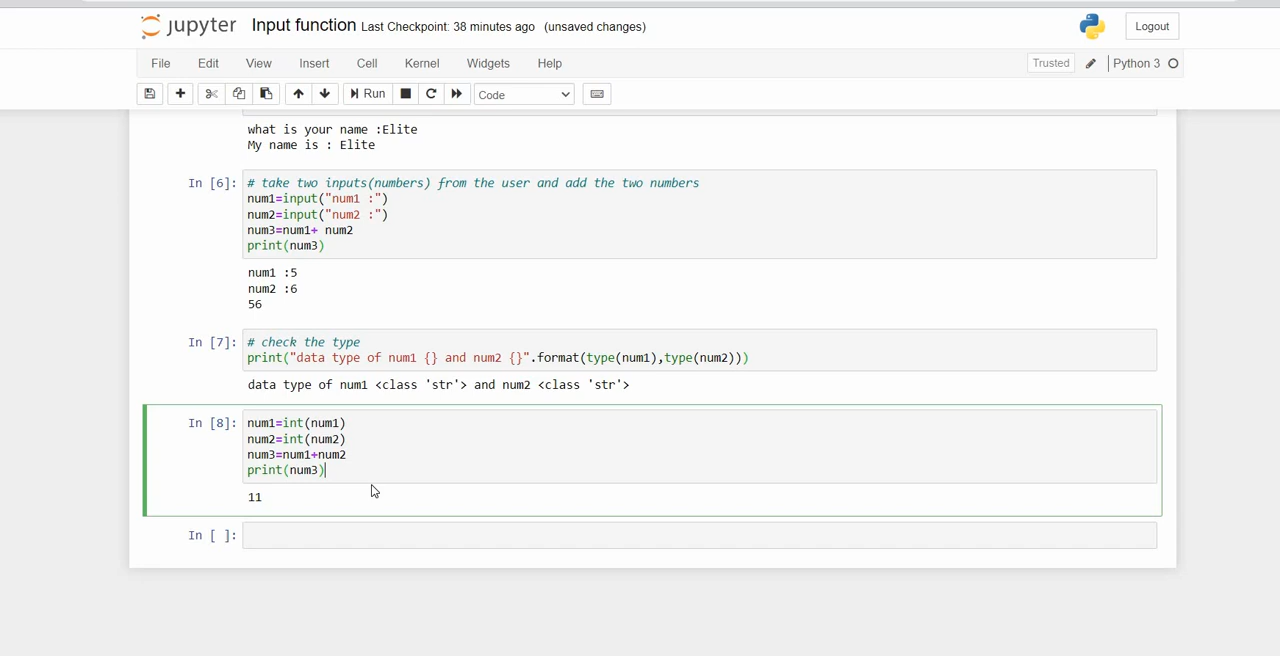 jupyter Input function Last Checkpoint: 38 minutes ago (unsaved changes) Logout
File Edit View Insert Cell Kernel Widgets Help Trusted Python 3
Run Code
what is your name :Elite
My name is : Elite
In [6]: # take two inputs(numbers) from the user and add the two numbers
num1=input("num1 :")
num2=input("num2 :")
num3=num1+ num2
print(num3)
num1 :5
num2 :6
56
In [7]: # check the type
print("data type of num1 {} and num2 {}".format(type(num1),type(num2)))
data type of num1 <class 'str'> and num2 <class 'str'>
In [8]: num1=int(num1)
num2=int(num2)
num3=num1+num2
print(num3)
11
In [ ]: